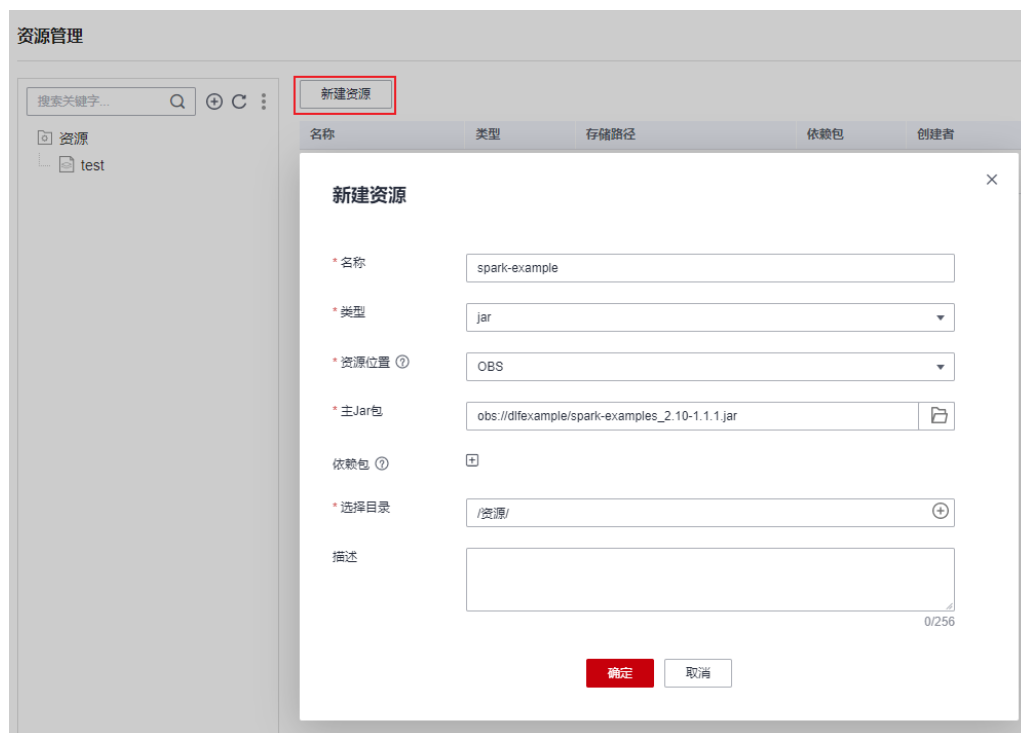 资源管理
搜索关键字...
新建资源
资源
test
名称 类型 存储路径 依赖包 创建者
新建资源
* 名称 spark-example
* 类型 jar
* 资源位置 OBS
* 主Jar包 obs://dlfexample/spark-examples_2.10-1.1.1.jar
依赖包
* 选择目录 /资源/
描述
0/256
确定 取消